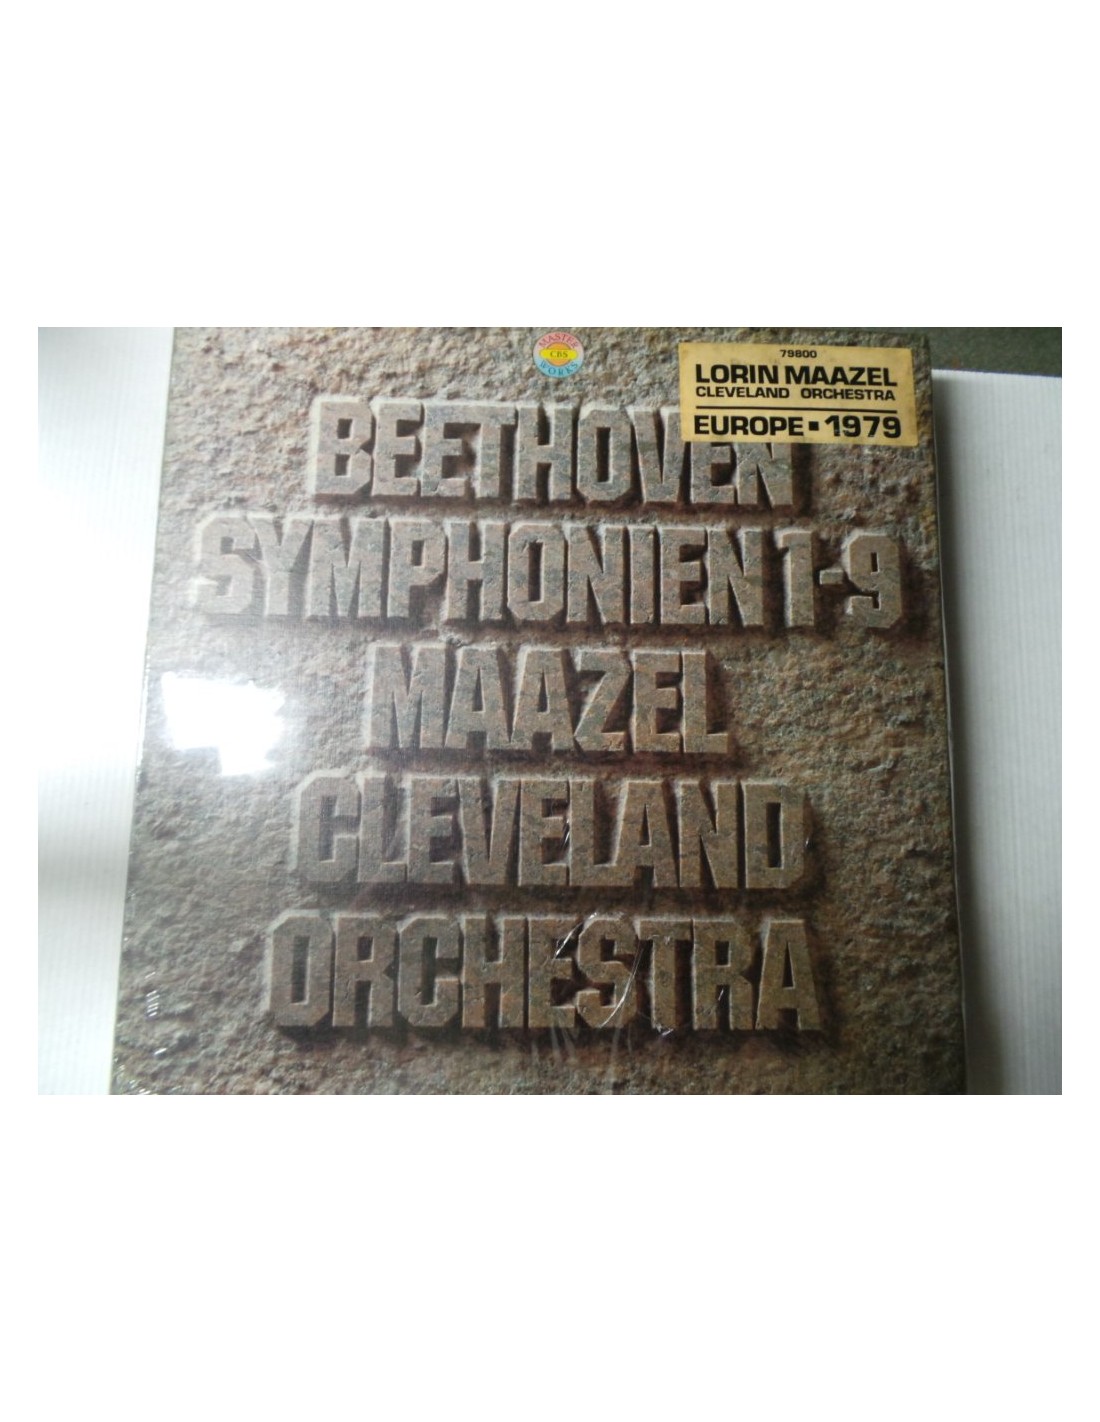 MASTER
CBS
WORKS
79800
LORIN MAAZEL
CLEVELAND ORCHESTRA
EUROPE ▪ 1979
BEETHOVEN
SYMPHONIEN 1-9
MAAZEL
CLEVELAND
ORCHESTRA